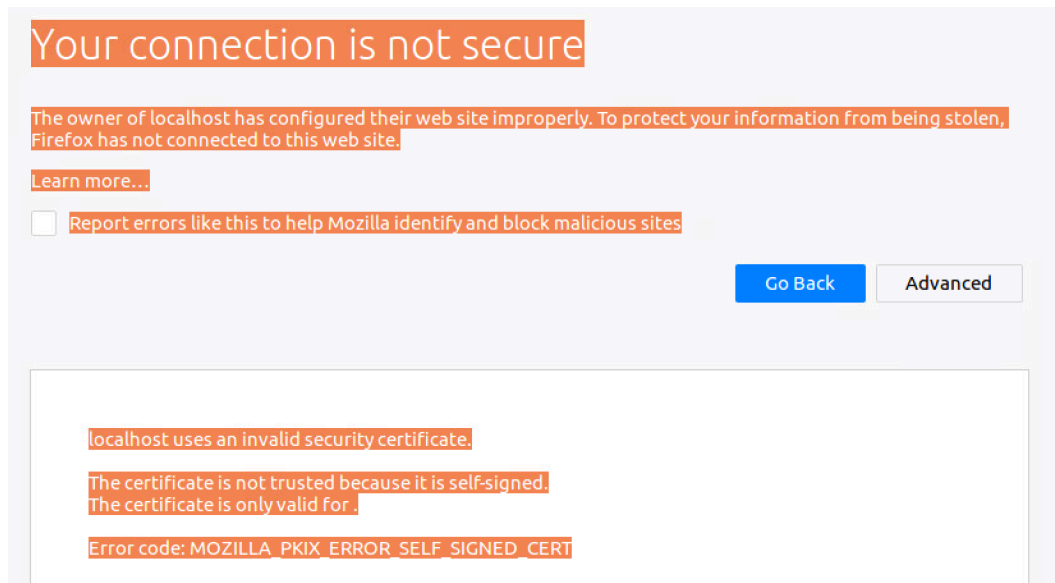 Your connection is not secure
The owner of localhost has configured their web site improperly. To protect your information from being stolen,
Firefox has not connected to this web site.
Learn more…
Report errors like this to help Mozilla identify and block malicious sites
Go Back
Advanced
localhost uses an invalid security certificate.
The certificate is not trusted because it is self-signed.
The certificate is only valid for .
Error code: MOZILLA_PKIX_ERROR_SELF_SIGNED_CERT